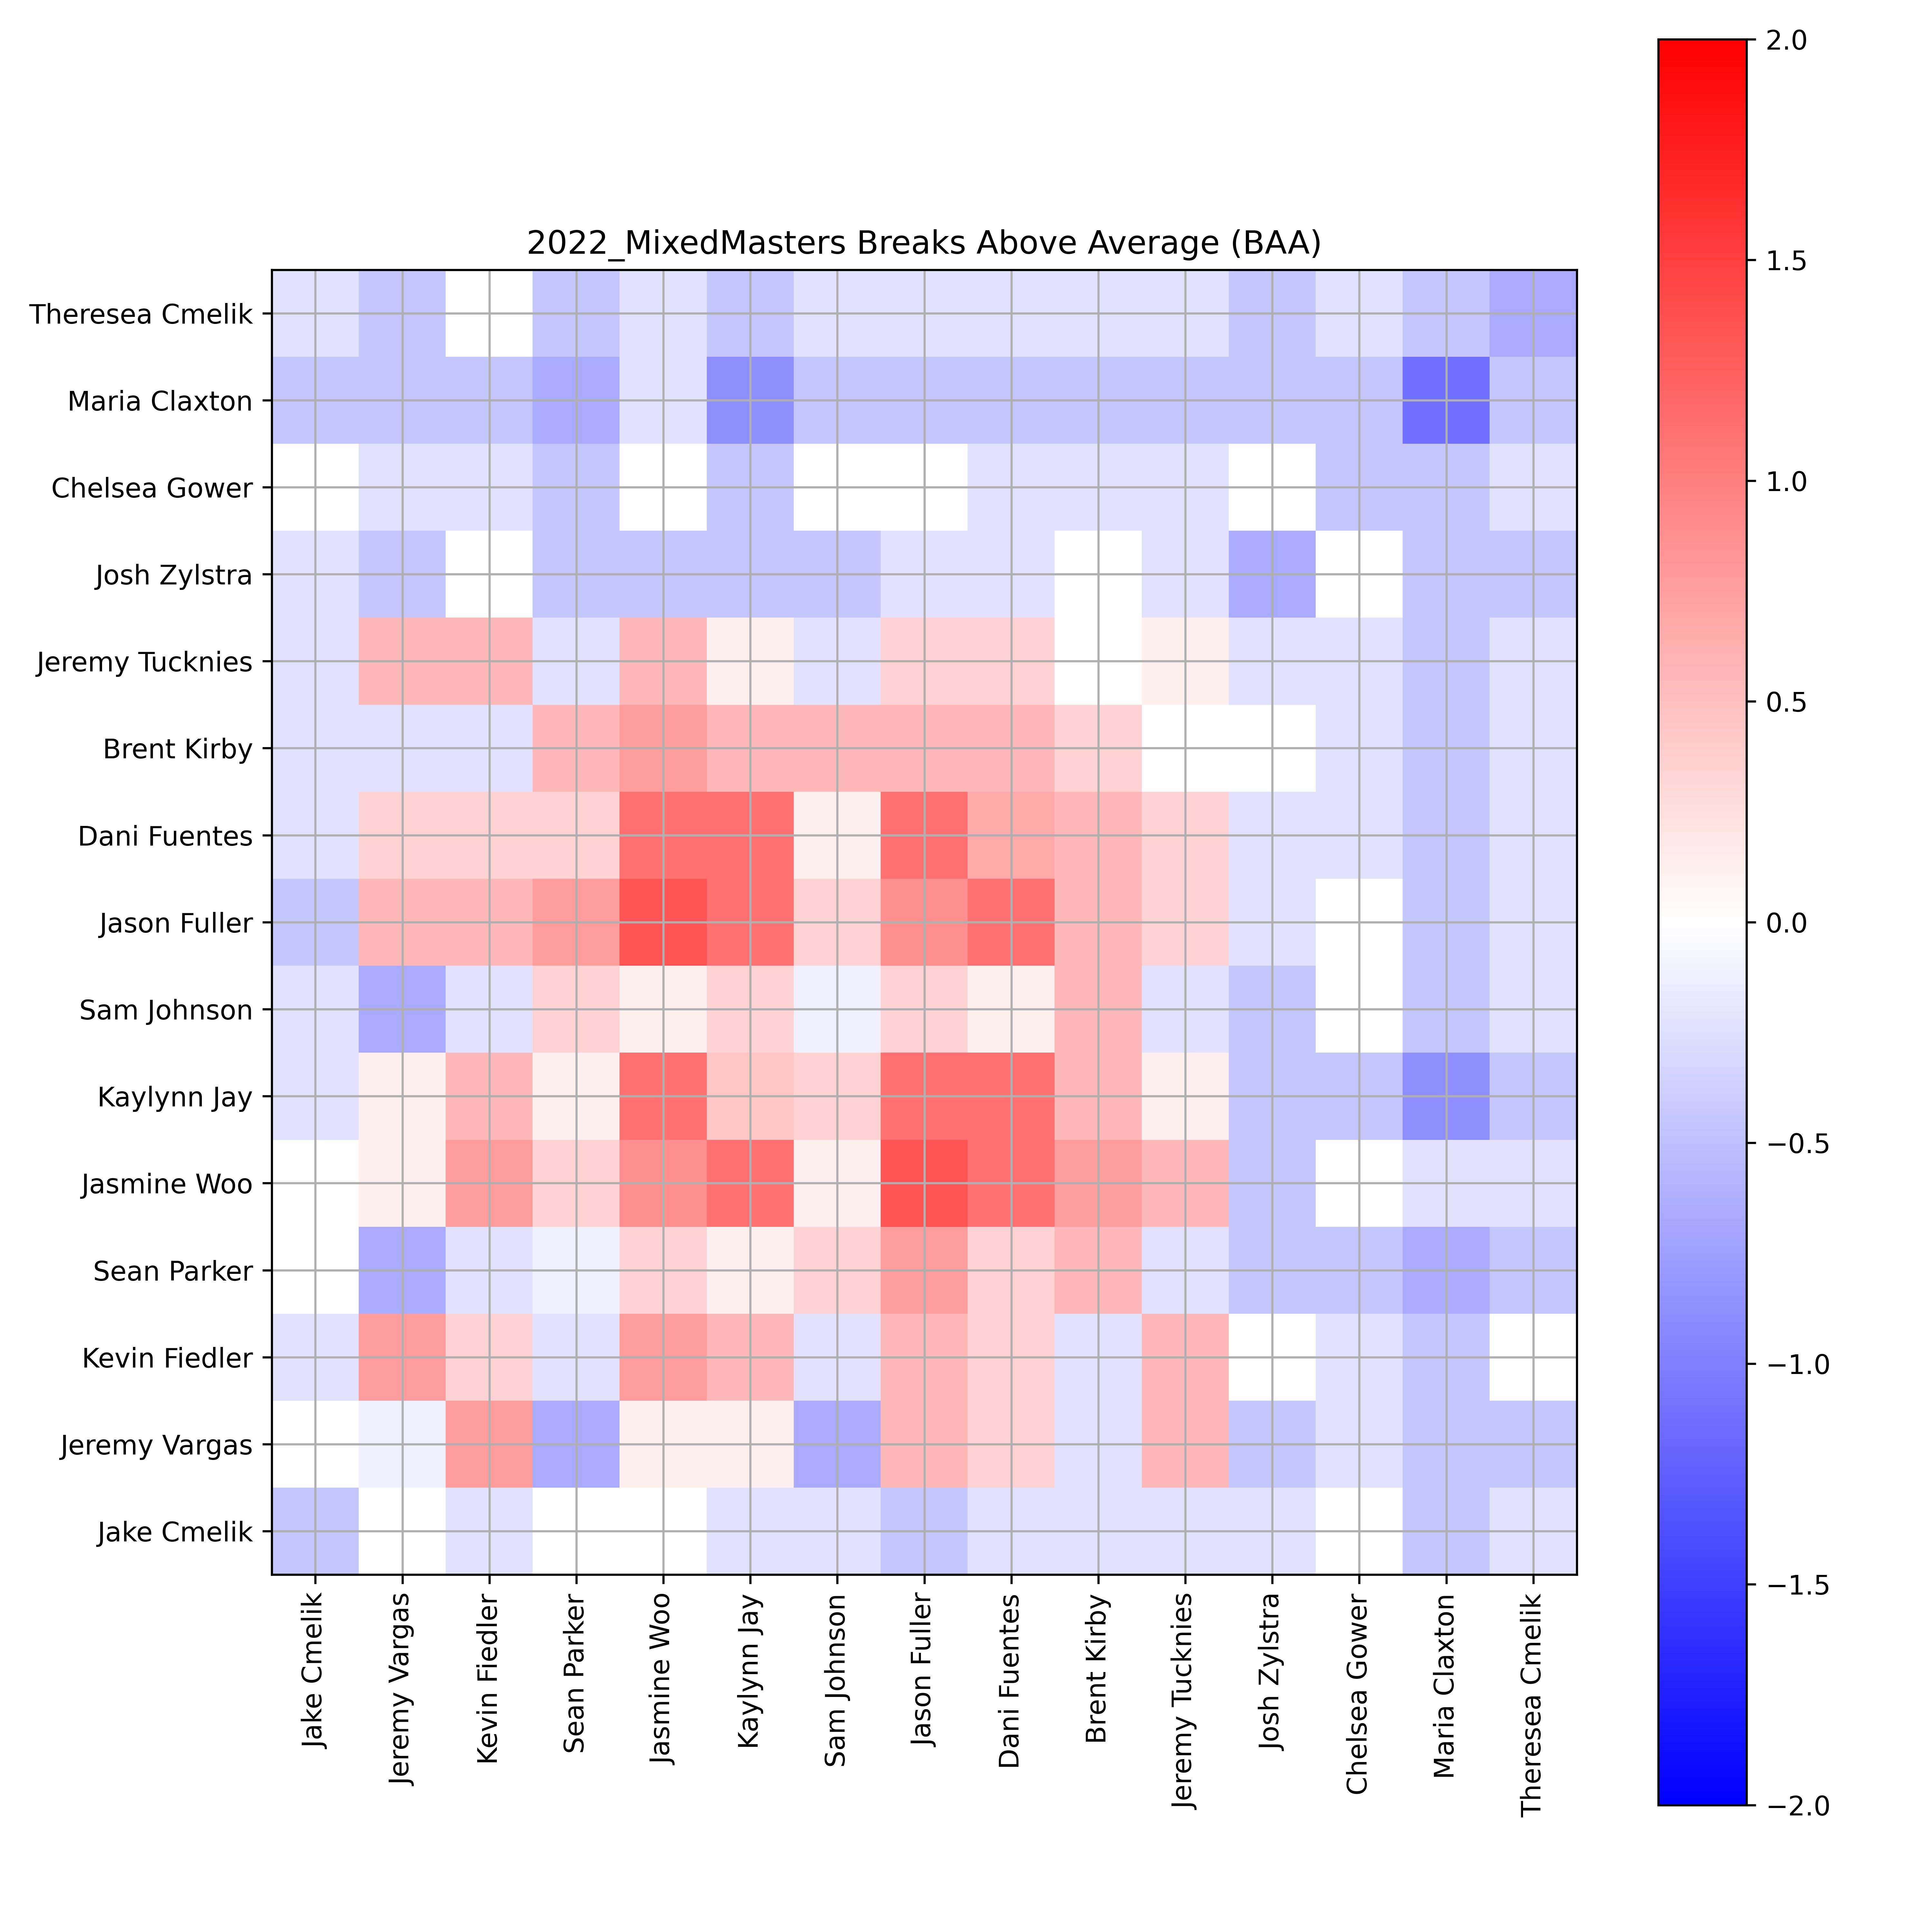 2022_MixedMasters Breaks Above Average (BAA)
Theresea Cmelik
Maria Claxton
Chelsea Gower
Josh Zylstra
Jeremy Tucknies
Brent Kirby
Dani Fuentes
Jason Fuller
Sam Johnson
Kaylynn Jay
Jasmine Woo
Sean Parker
Kevin Fiedler
Jeremy Vargas
Jake Cmelik
Jake Cmelik
Jeremy Vargas
Kevin Fiedler
Sean Parker
Jasmine Woo
Kaylynn Jay
Sam Johnson
Jason Fuller
Dani Fuentes
Brent Kirby
Jeremy Tucknies
Josh Zylstra
Chelsea Gower
Maria Claxton
Theresea Cmelik
2.0
1.5
1.0
0.5
0.0
−0.5
−1.0
−1.5
−2.0